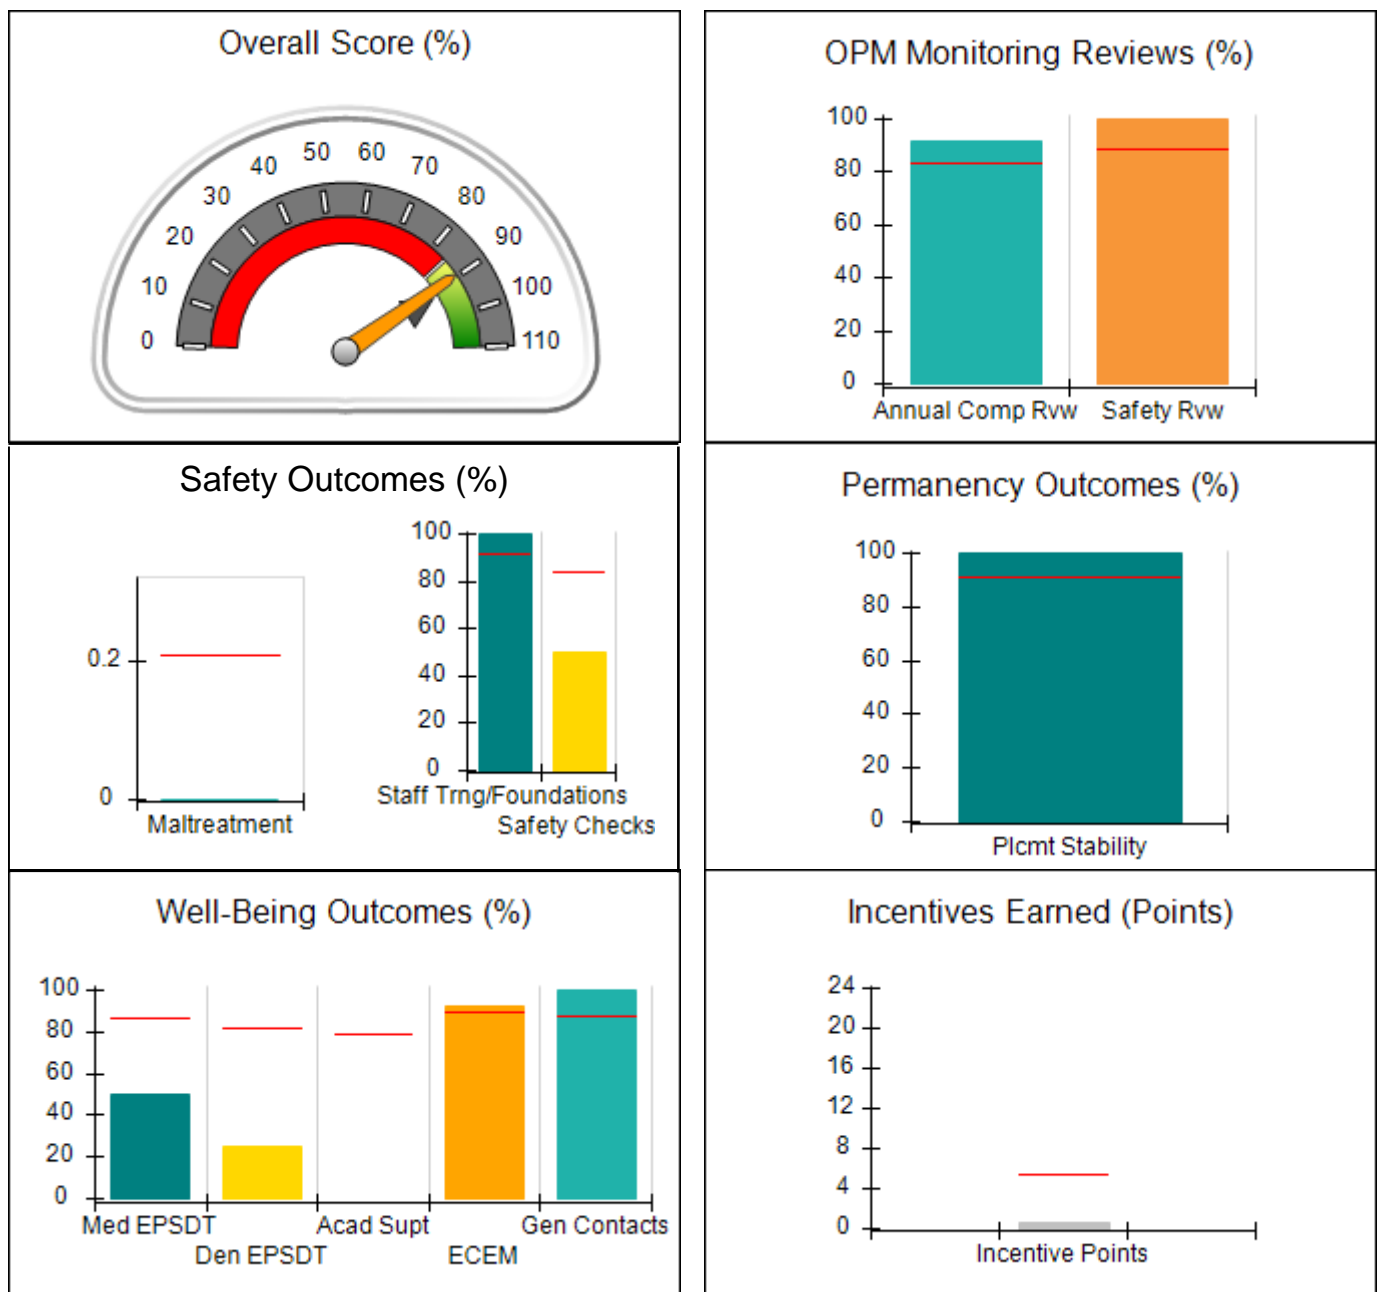 Overall Score (%)
0
10
20
30
40
50
60
70
80
90
100
110
OPM Monitoring Reviews (%)
100
80
60
40
20
0
Annual Comp Rvw
Safety Rvw
Safety Outcomes (%)
0.2
0
Maltreatment
100
80
60
40
20
0
Staff Trng/Foundations
Safety Checks
Permanency Outcomes (%)
100
80
60
40
20
0
Plcmt Stability
Well-Being Outcomes (%)
100
80
60
40
20
0
Med EPSDT
Den EPSDT
Acad Supt
ECEM
Gen Contacts
Incentives Earned (Points)
24
20
16
12
8
4
0
Incentive Points